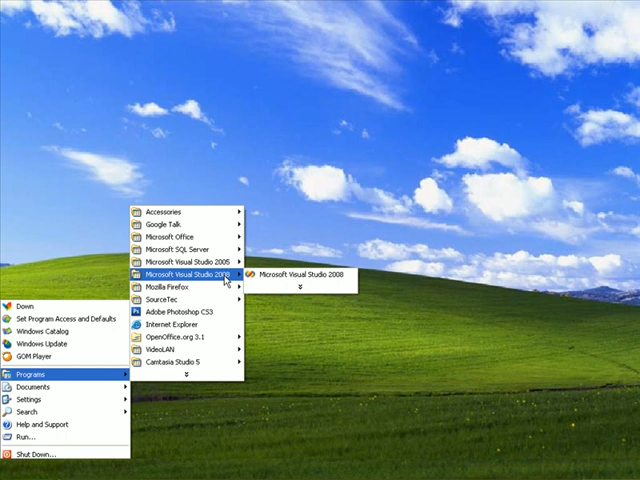 Accessories
Google Talk
Microsoft Office
Microsoft SQL Server
Microsoft Visual Studio 2005
Microsoft Visual Studio 2008
Microsoft Visual Studio 2008
Mozilla Firefox
SourceTec
Adobe Photoshop CS3
Internet Explorer
OpenOffice.org 3.1
VideoLAN
Camtasia Studio 5
Down
Set Program Access and Defaults
Windows Catalog
Windows Update
GOM Player
Programs
Documents
Settings
Search
Help and Support
Run...
Shut Down...